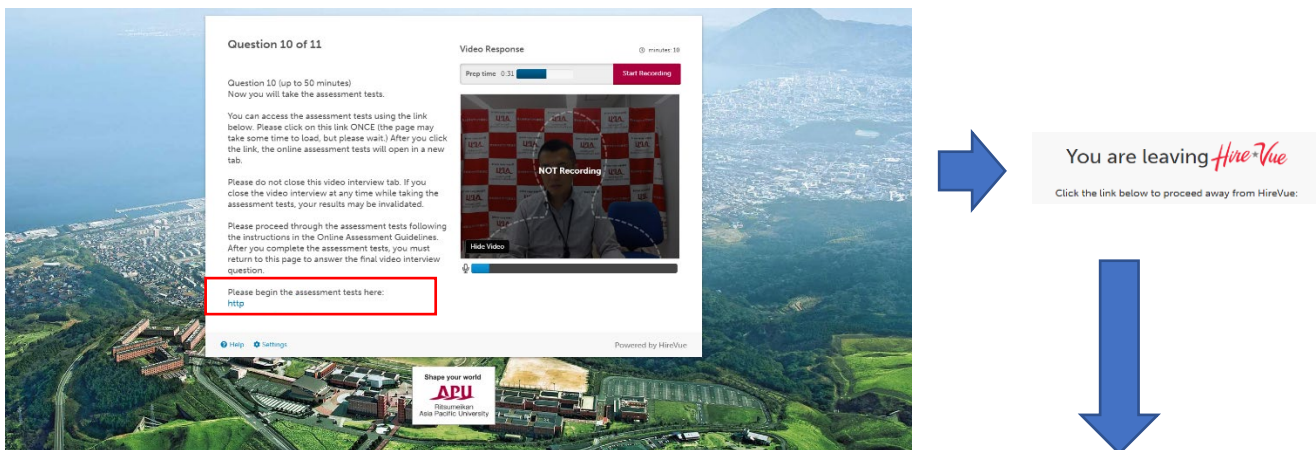 Question 10 of 11
Question 10 (up to 50 minutes)
Now you will take the assessment tests.
You can access the assessment tests using the link
below. Please click on this link ONCE (the page may
take some time to load, but please wait.) After you click
the link, the online assessment tests will open in a new
tab.
Please do not close this video interview tab. If you
close the video interview at any time while taking the
assessment tests, your results may be invalidated.
Please proceed through the assessment tests following
the instructions in the Online Assessment Guidelines.
After you complete the assessment tests, you must
return to this page to answer the final video interview
question.
Please begin the assessment tests here:
http
Video Response
minutes: 10
Prep time 0:31
Start Recording
NOT Recording
Hide Video
Help Settings
Powered by HireVue
Shape your world
APU
Ritsumeikan
Asia Pacific University
You are leaving Hire Vue
Click the link below to proceed away from HireVue: